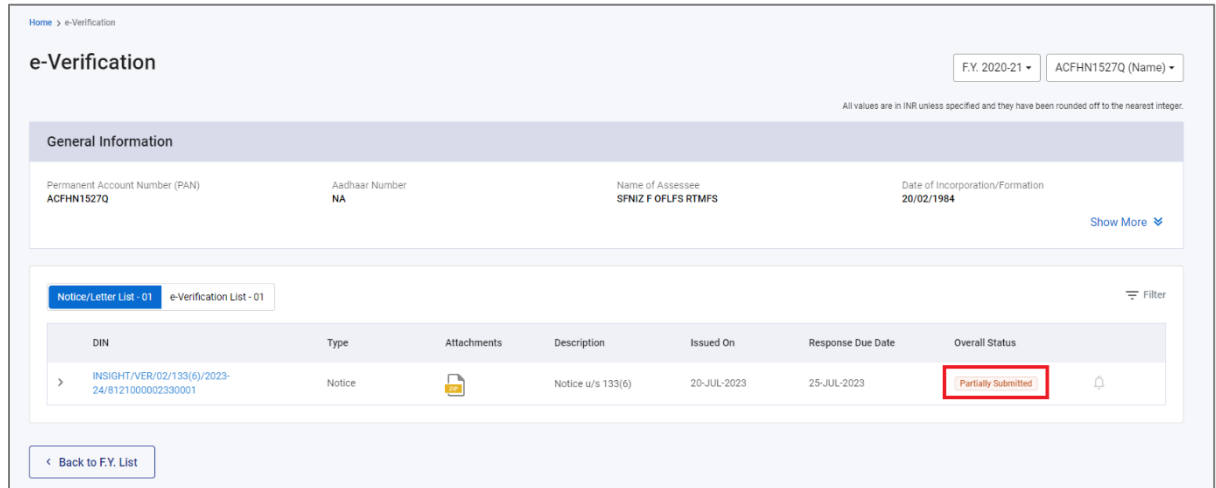 Home > e-Verification
e-Verification
F.Y. 2020-21
ACFHN1527Q (Name)
All values are in INR unless specified and they have been rounded off to the nearest integer.
General Information
Permanent Account Number (PAN) Aadhaar Number Name of Assessee Date of Incorporation/Formation
ACFHN1527Q NA SFNIZ F OFLFS RTMFS 20/02/1984
Show More
Notice/Letter List - 01 e-Verification List - 01 Filter
DIN Type Attachments Description Issued On Response Due Date Overall Status
INSIGHT/VER/02/133(6)/2023-
24/8121000002330001 Notice ZIP Notice u/s 133(6) 20-JUL-2023 25-JUL-2023 Partially Submitted
< Back to F.Y. List